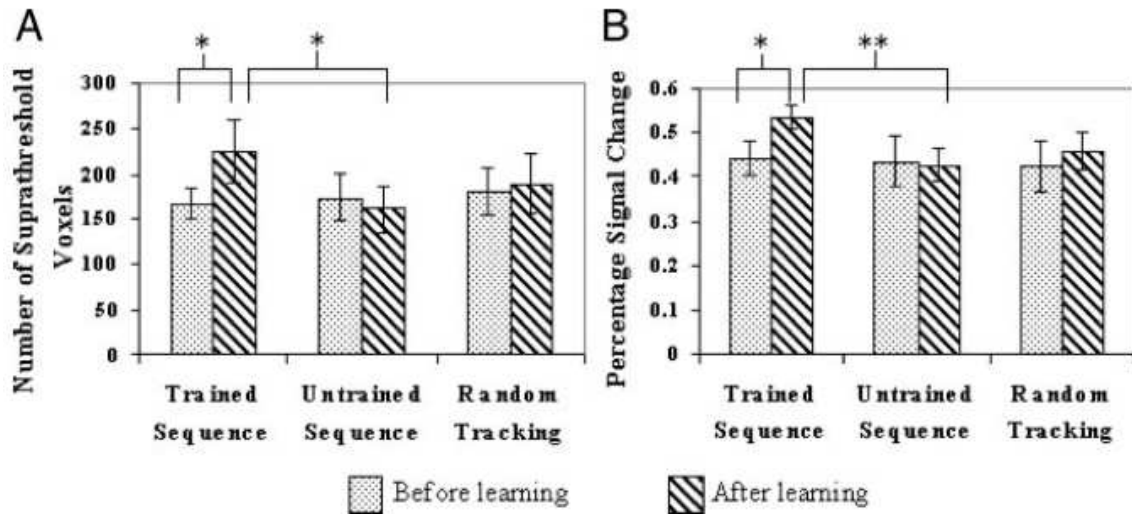 A
B
*
*
*
**
Number of Suprathreshold
Voxels
300
250
200
150
100
50
0
Trained
Sequence
Untrained
Sequence
Random
Tracking
Percentage Signal Change
0.6
0.5
0.4
0.3
0.2
0.1
0
Trained
Sequence
Untrained
Sequence
Random
Tracking
Before learning
After learning